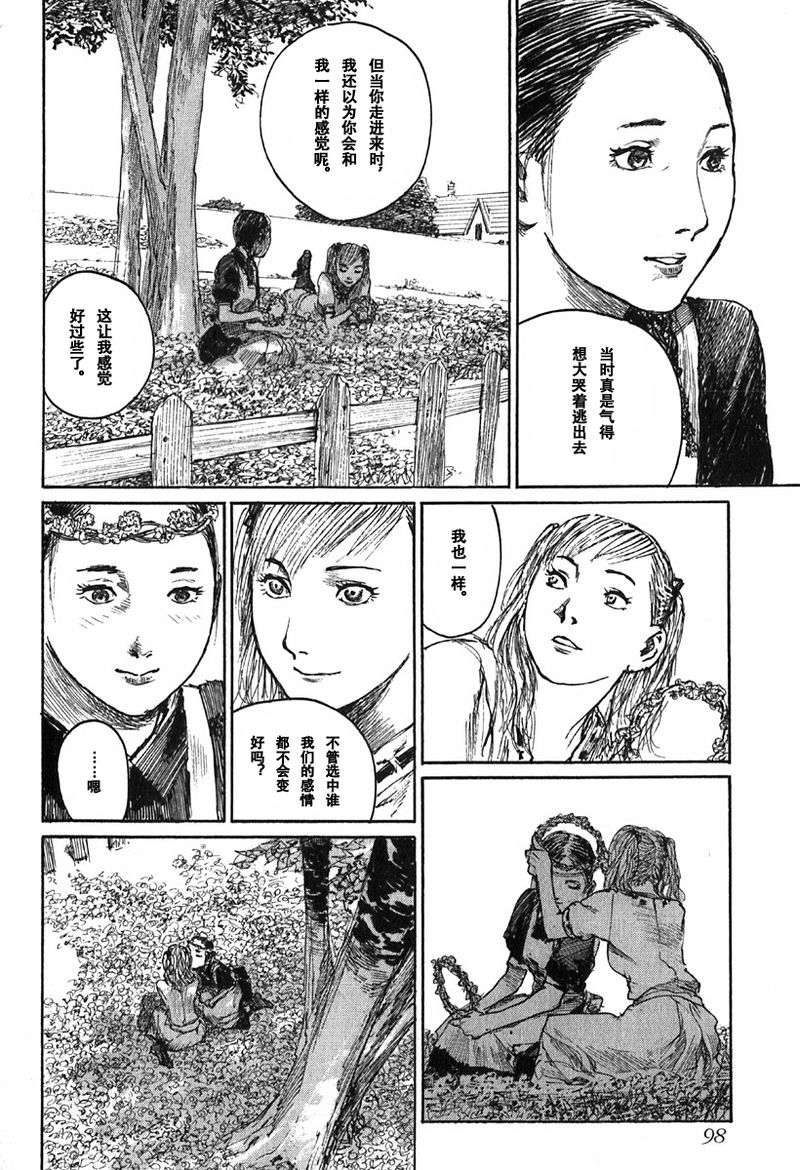 当时真是气得
想大哭着逃出去
但当你走进来时,
我还以为你会和
我一样的感觉呢。
这让我感觉
好过些了。
我也一样。
不管选中谁
我们的感情
都不会变
好吗?
……嗯
98